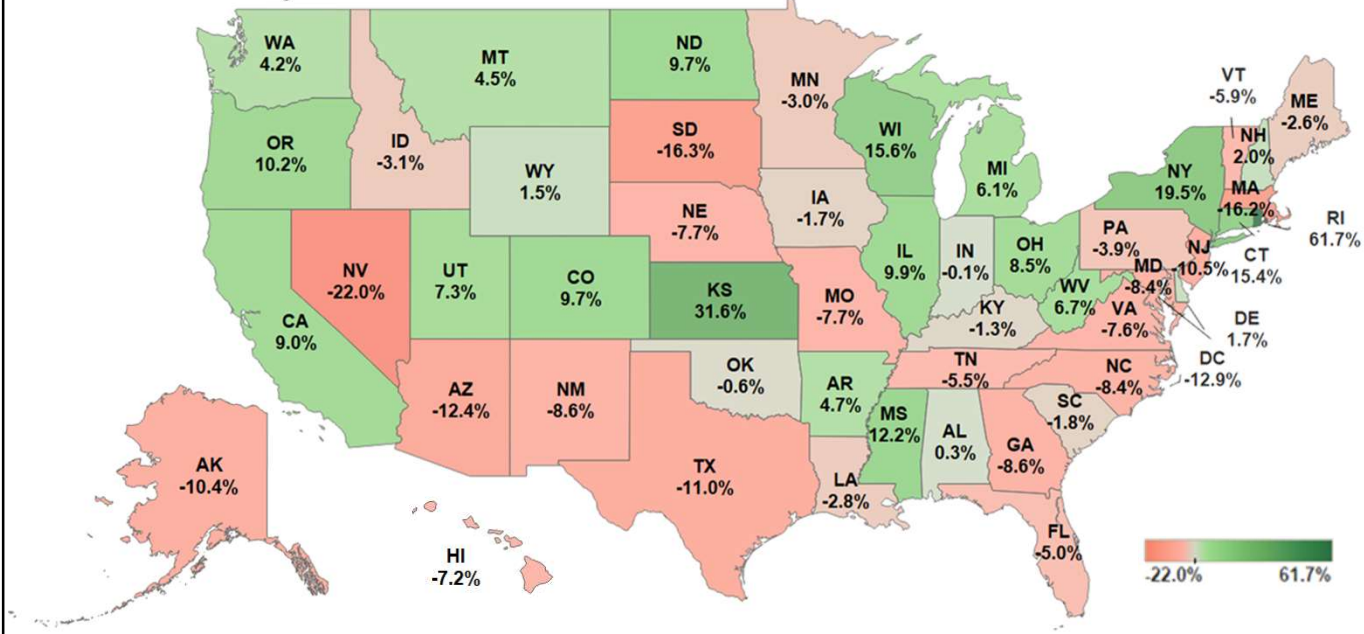 WA
4.2%
MT
4.5%
ND
9.7%
MN
-3.0%
VT
-5.9%
ME
-2.6%
OR
10.2%
ID
-3.1%
SD
-16.3%
WI
15.6%
NH
2.0%
WY
1.5%
MI
6.1%
NY
19.5%
MA
-16.2%
RI
61.7%
NE
-7.7%
IA
-1.7%
PA
-3.9%
NJ
-10.5%
CT
15.4%
NV
-22.0%
UT
7.3%
CO
9.7%
KS
31.6%
IL
9.9%
IN
-0.1%
OH
8.5%
MD
-8.4%
CA
9.0%
MO
-7.7%
WV
6.7%
VA
-7.6%
KY
-1.3%
DE
1.7%
DC
-12.9%
AZ
-12.4%
NM
-8.6%
OK
-0.6%
AR
4.7%
TN
-5.5%
NC
-8.4%
MS
12.2%
AL
0.3%
SC
-1.8%
GA
-8.6%
AK
-10.4%
TX
-11.0%
LA
-2.8%
HI
-7.2%
FL
-5.0%
-22.0% 61.7%